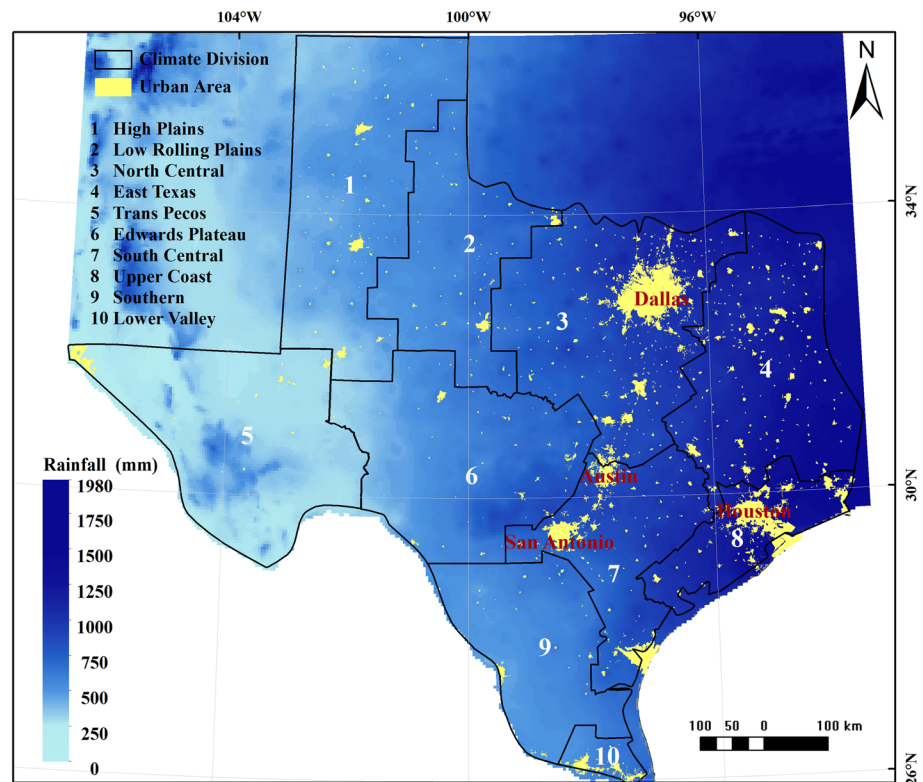 104°W 100°W 96°W
N
Climate Division
Urban Area
1 High Plains
2 Low Rolling Plains
3 North Central
4 East Texas
5 Trans Pecos
6 Edwards Plateau
7 South Central
8 Upper Coast
9 Southern
10 Lower Valley
34°N
1
2
Dallas
3
4
5
Rainfall (mm)
1980
1750
1500
1250
1000
750
500
250
0
6
Austin
30°N
Houston
San Antonio
8
7
9
100 50 0 100 km
10